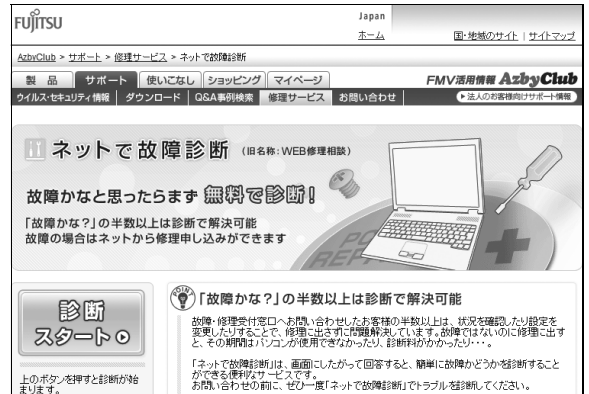 FUJITSU
Japan
ホーム
国・地域のサイト | サイトマップ
AzbyClub > サポート > 修理サービス > ネットで故障診断
製 品 サポート 使いこなし ショッピング マイページ
FMV活用情報 AzbyClub
ウイルス・セキュリティ情報 ダウンロード Q&A事例検索 修理サービス お問い合わせ
法人のお客様向けサポート情報
ネットで故障診断 (旧名称:WEB修理相談)
故障かなと思ったらまず 無料で診断!
「故障かな?」の半数以上は診断で解決可能
故障の場合はネットから修理申し込みができます
PC
REPAIR
診断
スタート
上のボタンを押すと診断が始
まります。
POINT
「故障かな?」の半数以上は診断で解決可能
故障・修理受付窓口へお問い合わせしたお客様の半数以上は、状況を確認したり設定を
変更したりすることで、修理に出さずに問題解決しています。故障ではないのに修理に出す
と、その期間はパソコンが使用できなかったり、診断料がかかったり・・・。
「ネットで故障診断」は、画面にしたがって回答すると、簡単に故障かどうかを診断すること
ができる便利なサービスです。
お問い合わせの前に、ぜひ一度「ネットで故障診断」でトラブルを診断してください。